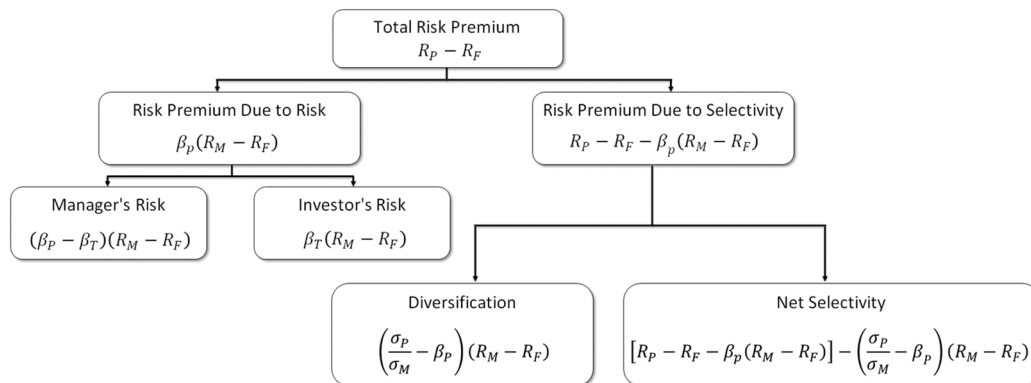 Total Risk Premium
R_P − R_F
Risk Premium Due to Risk
β_p(R_M − R_F)
Risk Premium Due to Selectivity
R_P − R_F − β_p(R_M − R_F)
Manager's Risk
(β_P − β_T)(R_M − R_F)
Investor's Risk
β_T(R_M − R_F)
Diversification
(σ_P/σ_M − β_P)(R_M − R_F)
Net Selectivity
[R_P − R_F − β_p(R_M − R_F)] − (σ_P/σ_M − β_P)(R_M − R_F)